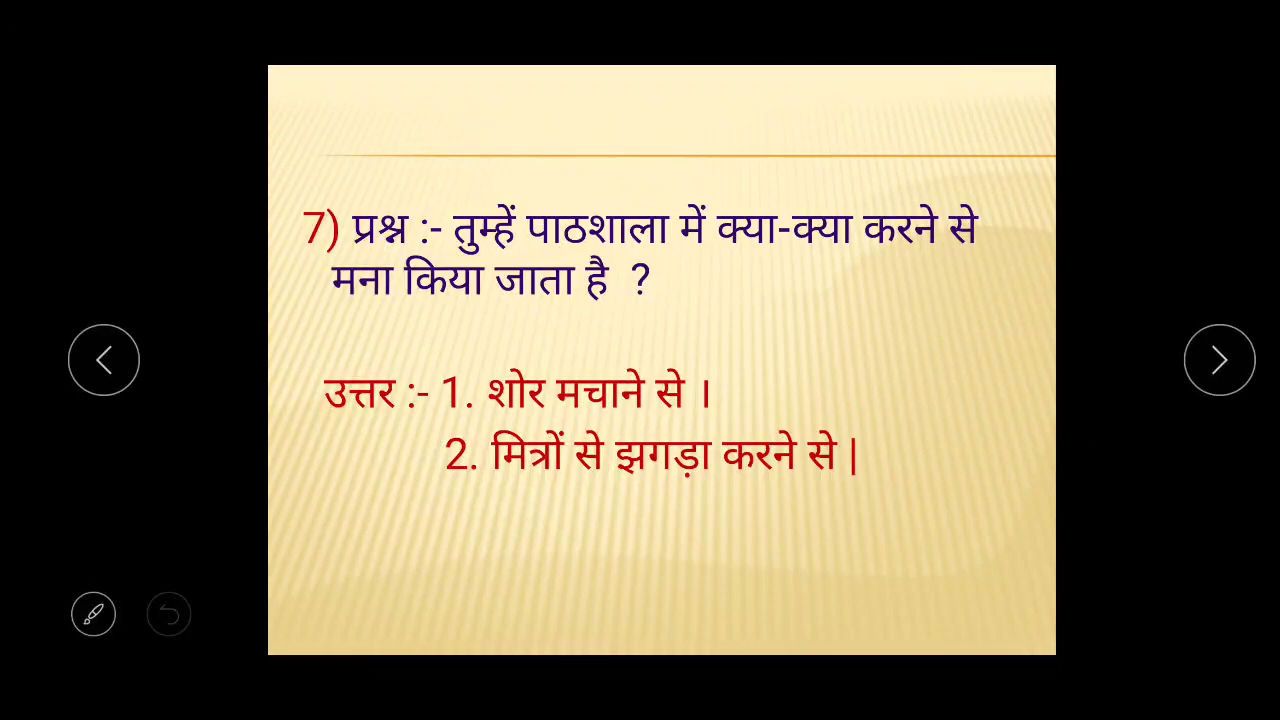 7) प्रश्न :- तुम्हें पाठशाला में क्या-क्या करने से
मना किया जाता है ?
उत्तर :- 1. शोर मचाने से ।
2. मित्रों से झगड़ा करने से |